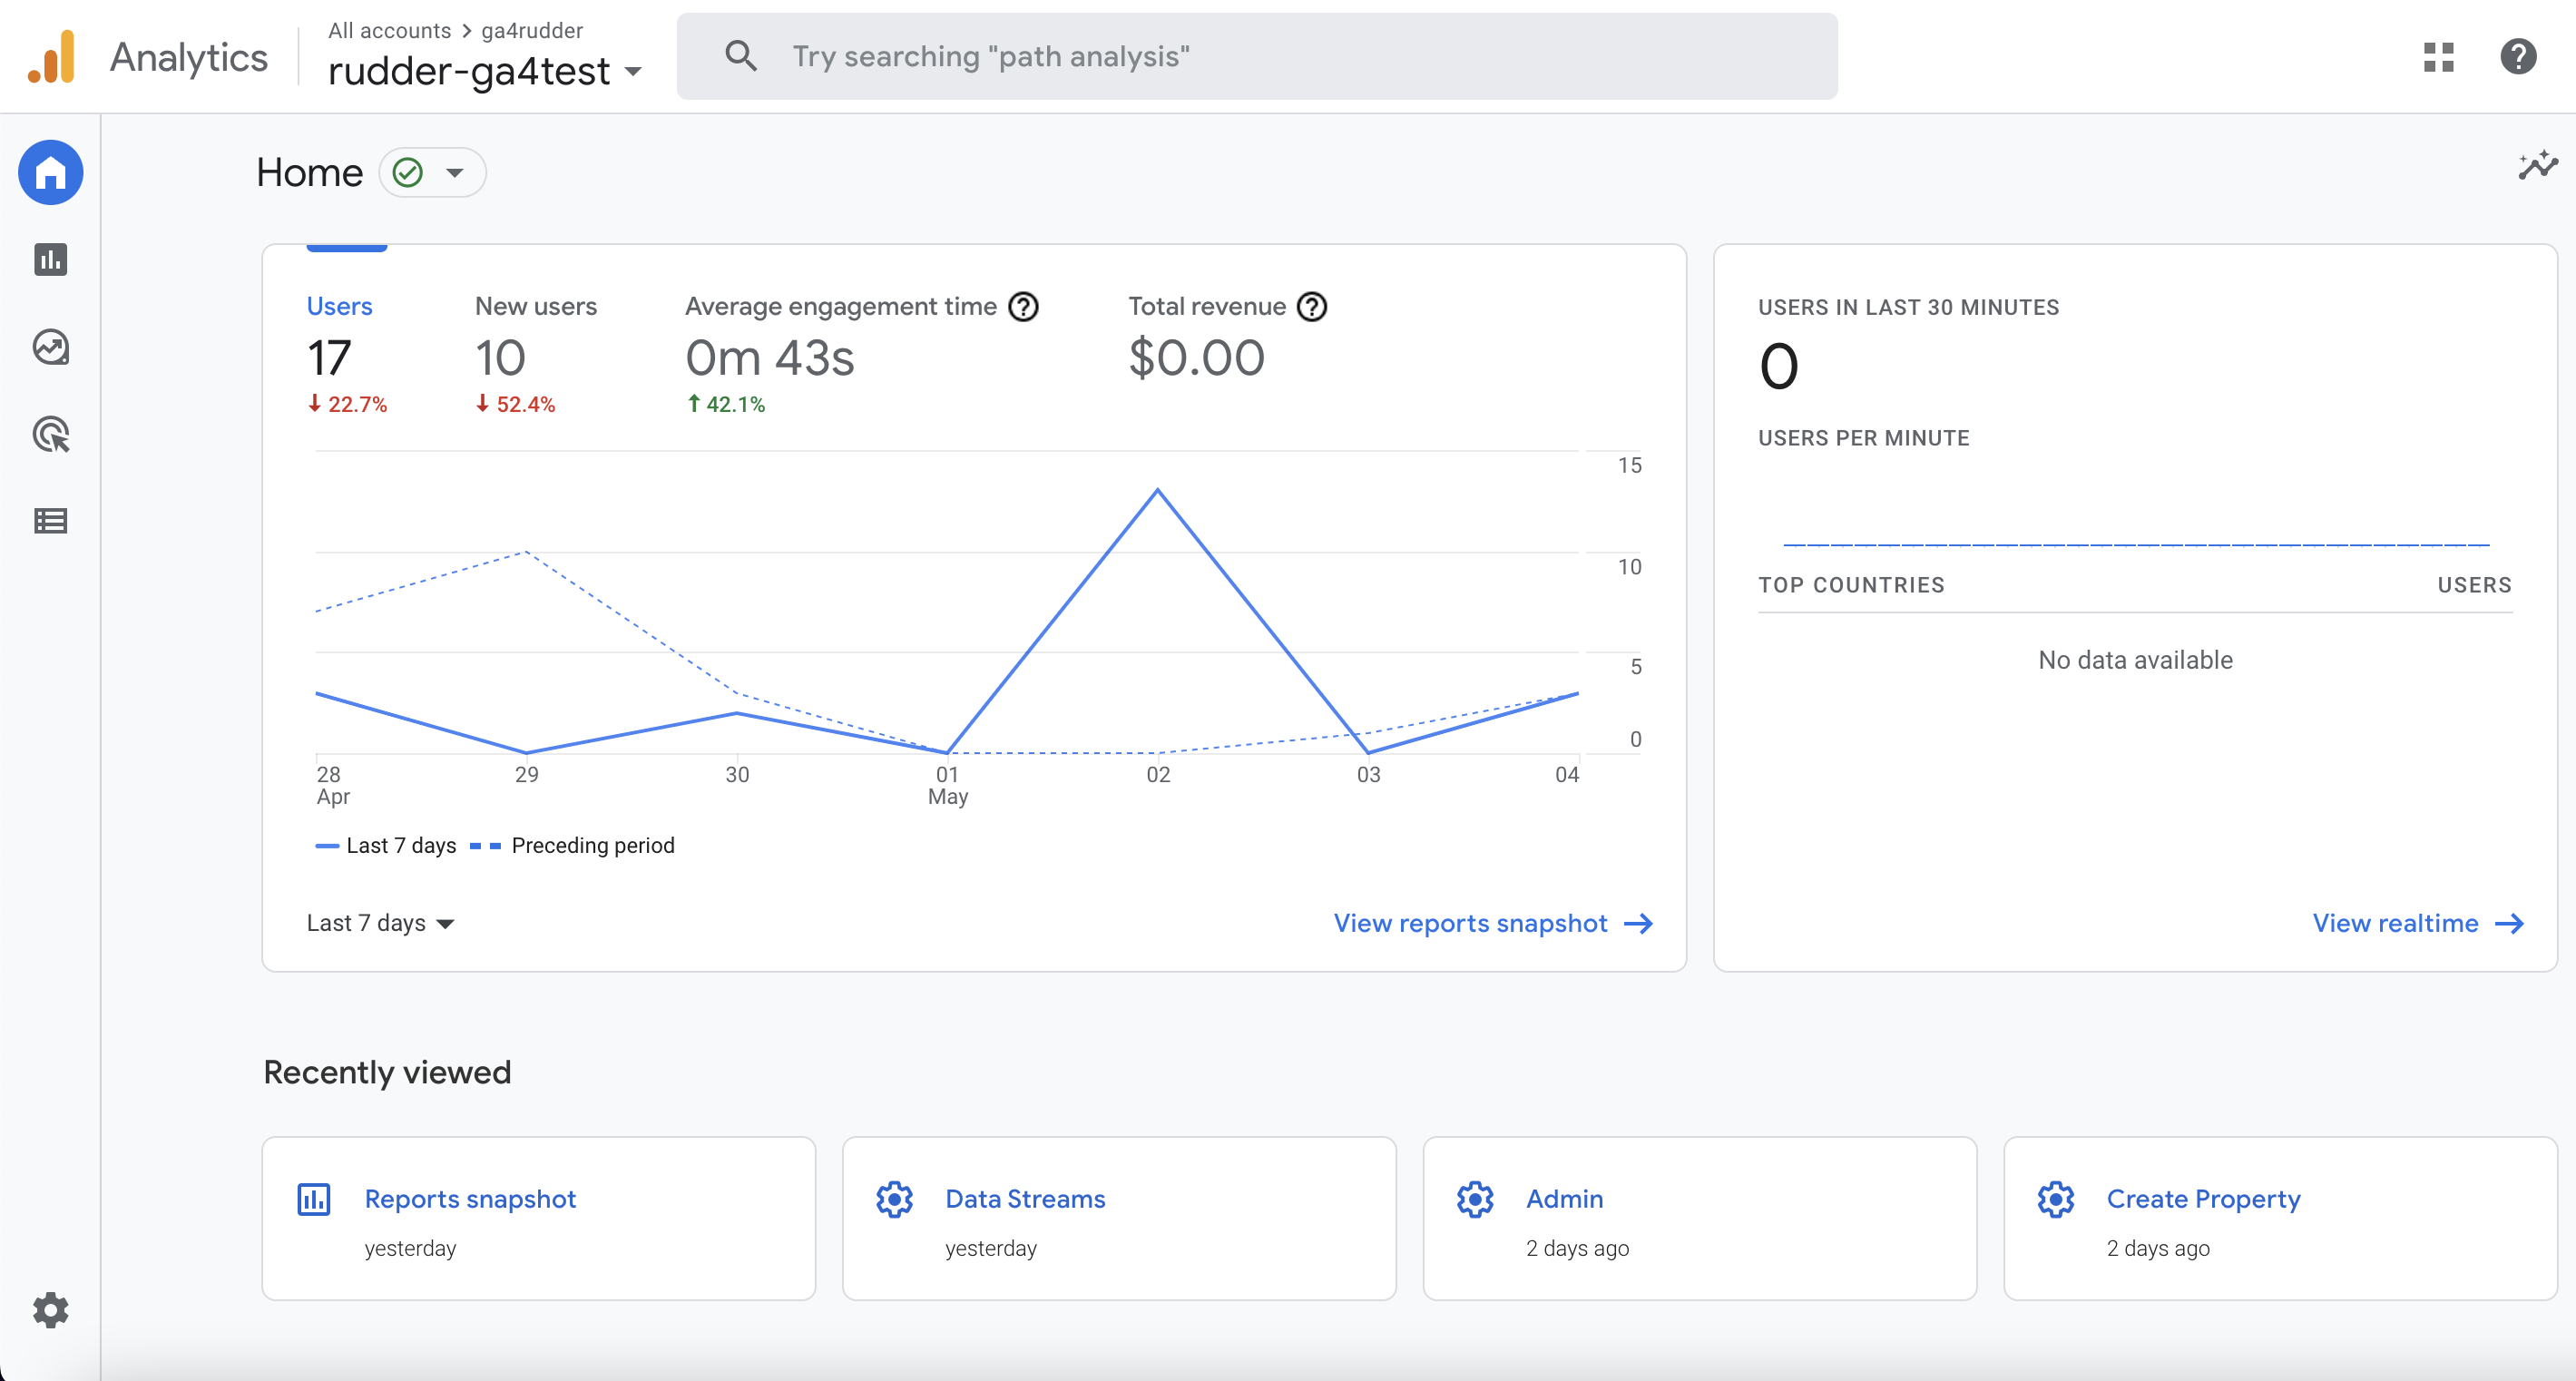 Analytics
All accounts > ga4rudder
rudder-ga4test
Try searching "path analysis"
Home
Users
17
22.7%
New users
10
52.4%
Average engagement time
0m 43s
42.1%
Total revenue
$0.00
15
10
5
0
28
Apr
29
30
01
May
02
03
04
Last 7 days
Preceding period
Last 7 days
View reports snapshot
USERS IN LAST 30 MINUTES
0
USERS PER MINUTE
TOP COUNTRIES USERS
No data available
View realtime
Recently viewed
Reports snapshot
yesterday
Data Streams
yesterday
Admin
2 days ago
Create Property
2 days ago